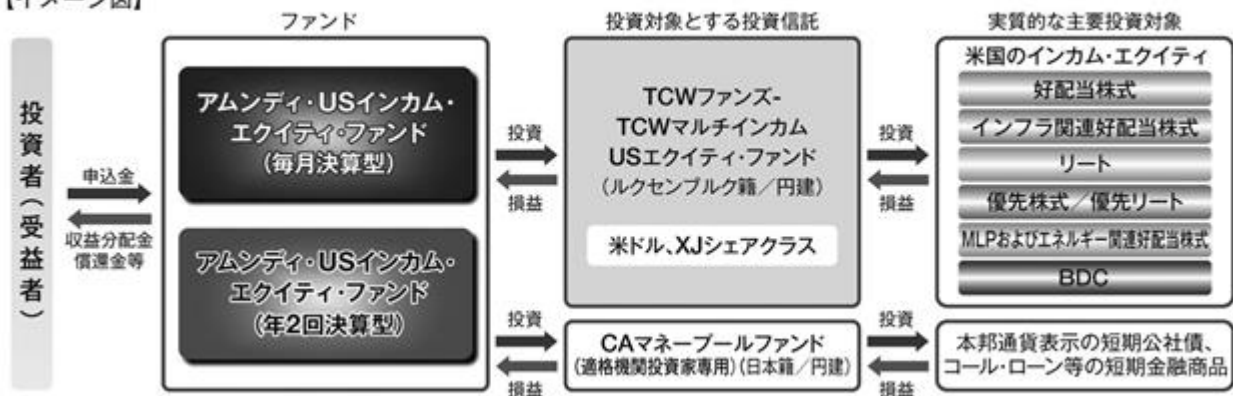 【イメージ図】
ファンド
投資対象とする投資信託
実質的な主要投資対象
投資者(受益者)
申込金
収益分配金
償還金等
アムンディ・USインカム・
エクイティ・ファンド
(毎月決算型)
アムンディ・USインカム・
エクイティ・ファンド
(年2回決算型)
投資
損益
投資
損益
TCWファンズ-
TCWマルチインカム
USエクイティ・ファンド
(ルクセンブルク籍/円建)
米ドル、XJシェアクラス
CAマネープールファンド
(適格機関投資家専用)(日本籍/円建)
投資
損益
投資
損益
米国のインカム・エクイティ
好配当株式
インフラ関連好配当株式
リート
優先株式/優先リート
MLPおよびエネルギー関連好配当株式
BDC
本邦通貨表示の短期公社債、
コール・ローン等の短期金融商品